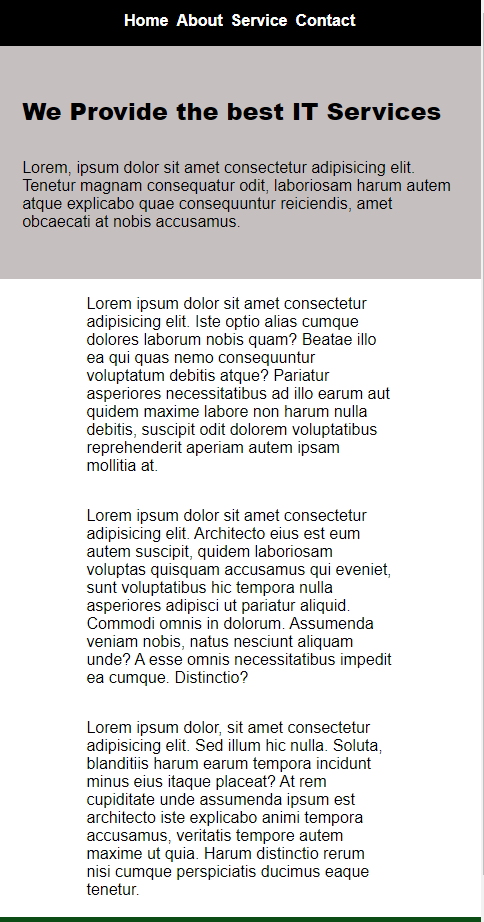 Home About Service Contact
We Provide the best IT Services
Lorem, ipsum dolor sit amet consectetur adipisicing elit.
Tenetur magnam consequatur odit, laboriosam harum autem
atque explicabo quae consequuntur reiciendis, amet
obcaecati at nobis accusamus.
Lorem ipsum dolor sit amet consectetur
adipisicing elit. Iste optio alias cumque
dolores laborum nobis quam? Beatae illo
ea qui quas nemo consequuntur
voluptatum debitis atque? Pariatur
asperiores necessitatibus ad illo earum aut
quidem maxime labore non harum nulla
debitis, suscipit odit dolorem voluptatibus
reprehenderit aperiam autem ipsam
mollitia at.
Lorem ipsum dolor sit amet consectetur
adipisicing elit. Architecto eius est eum
autem suscipit, quidem laboriosam
voluptas quisquam accusamus qui eveniet,
sunt voluptatibus hic tempora nulla
asperiores adipisci ut pariatur aliquid.
Commodi omnis in dolorum. Assumenda
veniam nobis, natus nesciunt aliquam
unde? A esse omnis necessitatibus impedit
ea cumque. Distinctio?
Lorem ipsum dolor, sit amet consectetur
adipisicing elit. Sed illum hic nulla. Soluta,
blanditiis harum earum tempora incidunt
minus eius itaque placeat? At rem
cupiditate unde assumenda ipsum est
architecto iste explicabo animi tempora
accusamus, veritatis tempore autem
maxime ut quia. Harum distinctio rerum
nisi cumque perspiciatis ducimus eaque
tenetur.